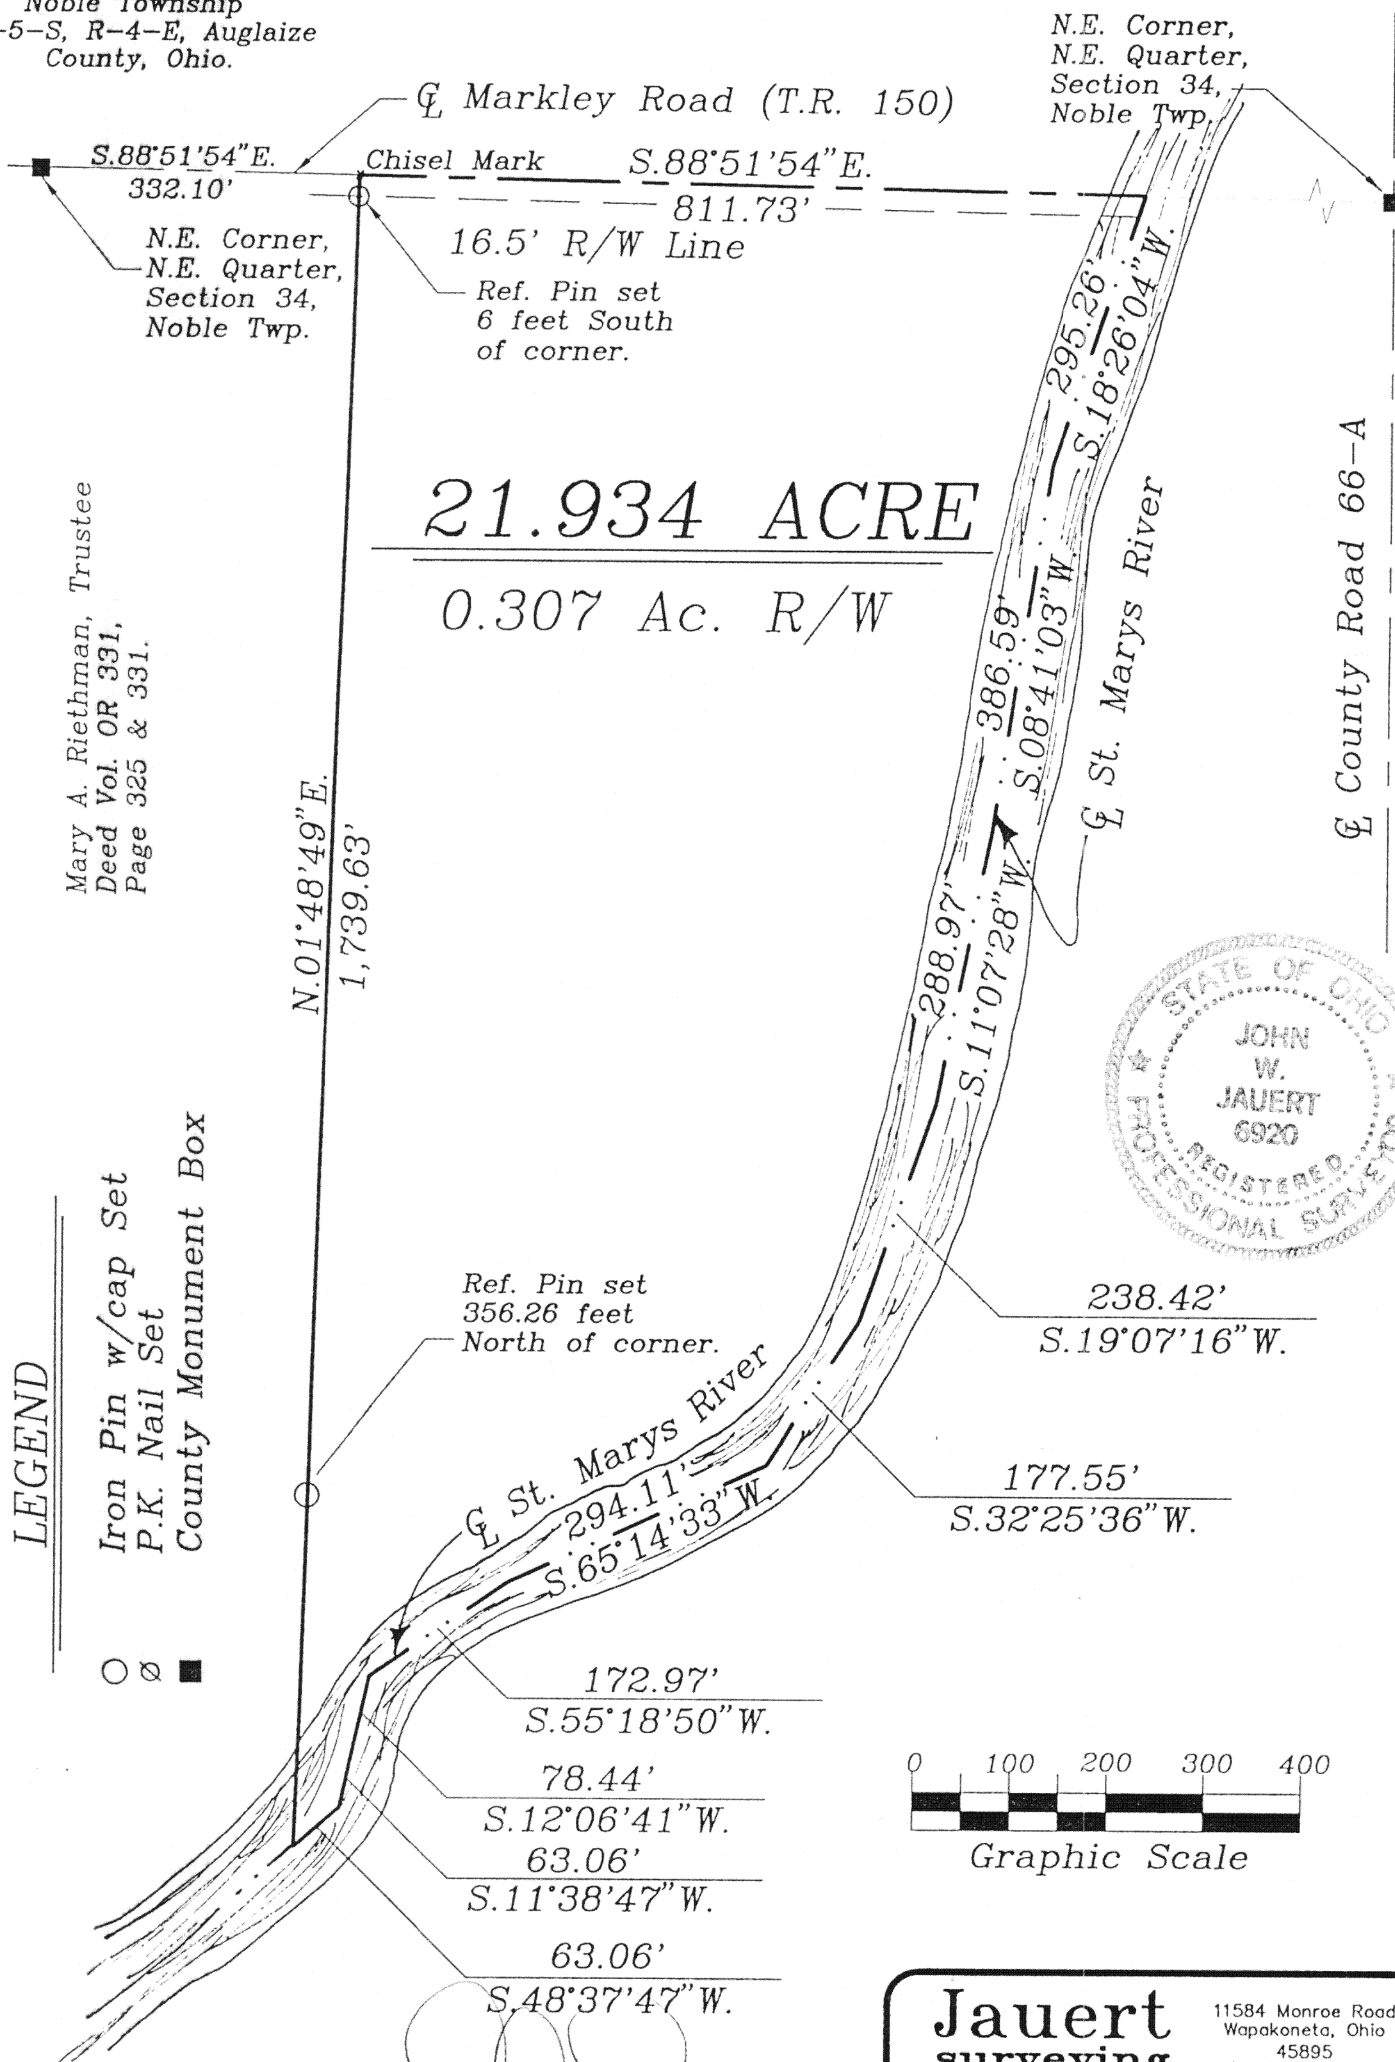 Noble Township
-5-S, R-4-E, Auglaize
County, Ohio.
N.E. Corner,
N.E. Quarter,
Section 34,
Noble Twp.
℄ Markley Road (T.R. 150)
S.88°51'54"E.
332.10'
Chisel Mark
S.88°51'54"E.
811.73'
16.5' R/W Line
N.E. Corner,
N.E. Quarter,
Section 34,
Noble Twp.
Ref. Pin set
6 feet South
of corner.
295.26'
S.18°26'04"W.
21.934 ACRE
0.307 Ac. R/W
Mary A. Riethman, Trustee
Deed Vol. OR 331,
Page 325 & 331.
N.01°48'49"E.
1,739.63'
386.59'
S.08°41'03"W.
℄ St. Marys River
℄ County Road 66-A
288.97'
S.11°07'28"W.
STATE OF OHIO
JOHN
W.
JAUERT
6920
REGISTERED
PROFESSIONAL SURVEYOR
LEGEND
Iron Pin w/cap Set
P.K. Nail Set
County Monument Box
Ref. Pin set
356.26 feet
North of corner.
238.42'
S.19°07'16"W.
177.55'
S.32°25'36"W.
℄ St. Marys River
294.11'
S.65°14'33"W.
172.97'
S.55°18'50"W.
78.44'
S.12°06'41"W.
63.06'
S.11°38'47"W.
63.06'
S.48°37'47"W.
0 100 200 300 400
Graphic Scale
Jauert
surveying
11584 Monroe Road
Wapakoneta, Ohio
45895